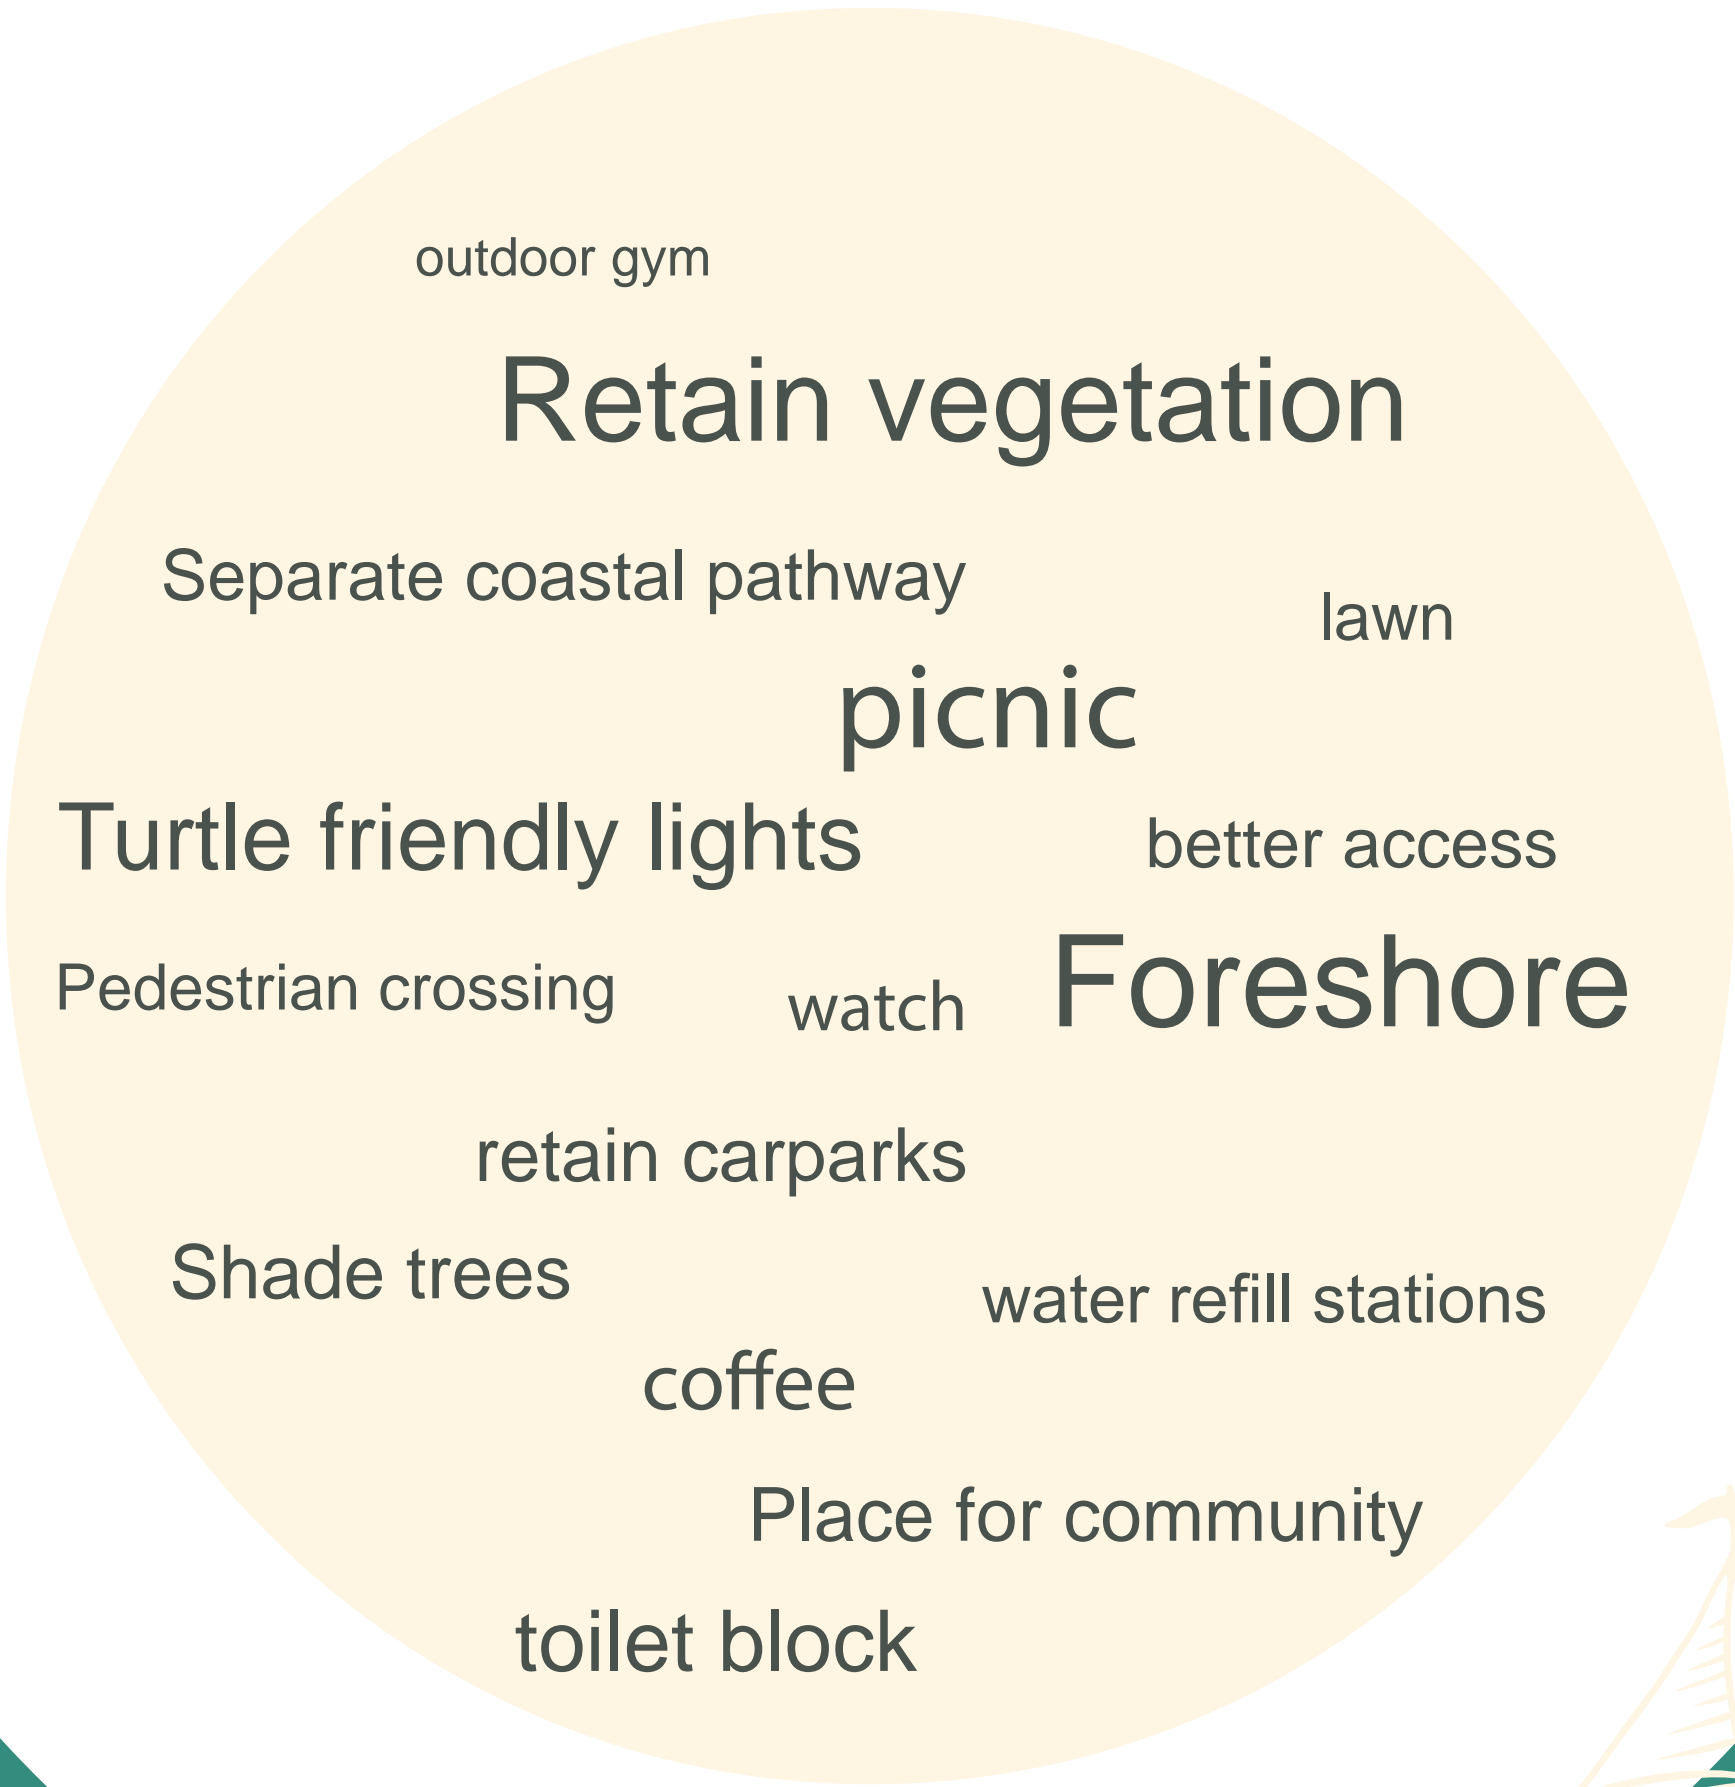 outdoor gym
Retain vegetation
Separate coastal pathway
lawn
picnic
Turtle friendly lights
better access
Pedestrian crossing
watch
Foreshore
retain carparks
Shade trees
water refill stations
coffee
Place for community
toilet block